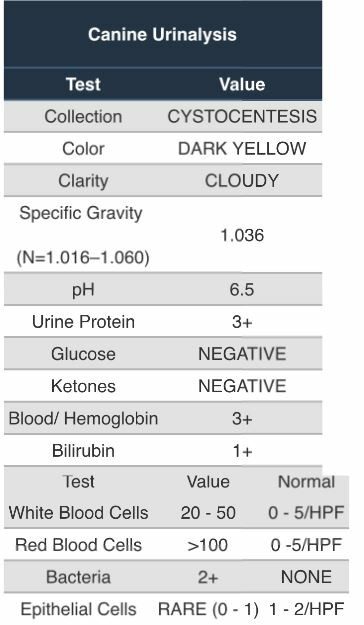 Canine Urinalysis
Test Value
Collection CYSTOCENTESIS
Color DARK YELLOW
Clarity CLOUDY
Specific Gravity
1.036
(N=1.016–1.060)
pH 6.5
Urine Protein 3+
Glucose NEGATIVE
Ketones NEGATIVE
Blood/ Hemoglobin 3+
Bilirubin 1+
Test Value Normal
White Blood Cells 20 - 50 0 - 5/HPF
Red Blood Cells >100 0 -5/HPF
Bacteria 2+ NONE
Epithelial Cells RARE (0 - 1) 1 - 2/HPF